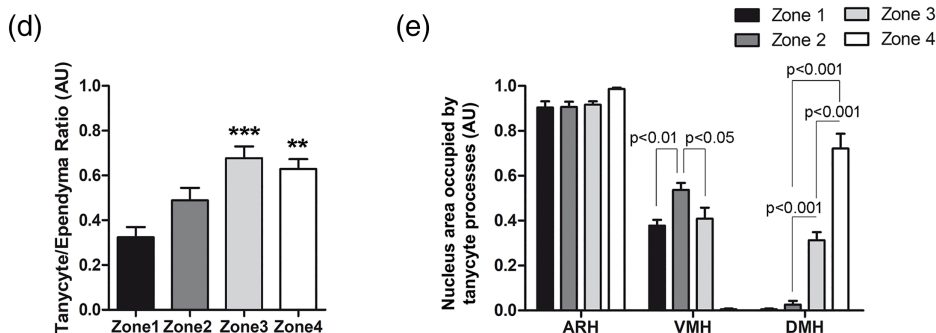 (d)
Tanycyte/Ependyma Ratio (AU)
1.0
0.8
0.6
0.4
0.2
0.0
***
**
Zone1 Zone2 Zone3 Zone4
(e)
Zone 1
Zone 2
Zone 3
Zone 4
Nucleus area occupied by
tanycyte processes (AU)
1.0
0.8
0.6
0.4
0.2
0.0
p<0.01
p<0.05
p<0.001
p<0.001
p<0.001
ARH
VMH
DMH